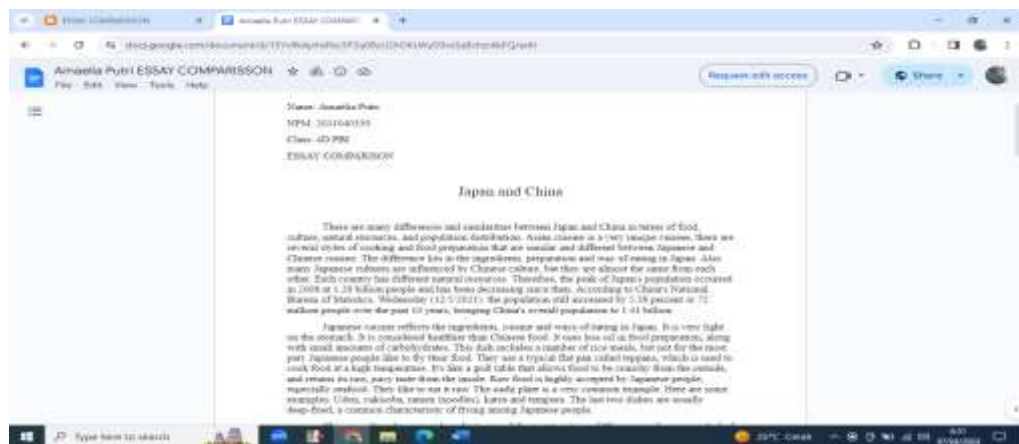 Essay COMPARISON
Amaelia Putri ESSAY COMPARI
Amaelia Putri ESSAY COMPARISSON
File Edit View Tools Help
Request edit access
Share
Name: Amaelia Putri
Class: 4D PBI
ESSAY COMPARISON
Japan and China
There are many differences and similarities between Japan and China in terms of food,
culture, natural resources, and population distribution. Asian cuisine is a very unique cuisine, there are
several styles of cooking and food preparation that are similar and different between Japanese and
Chinese cuisine. The difference lies in the ingredients, preparation and way of eating in Japan. Also
many Japanese cultures are influenced by Chinese culture, but they are almost the same from each
other. Each country has different natural resources. Therefore, the peak of Japan's population occurred
in 2008 at 1.28 billion people and has been decreasing since then. According to China's National
Bureau of Statistics, Wednesday (12/5/2021), the population still increased by 5.38 percent or 72
million people over the past 10 years, bringing China's overall population to 1.41 billion.
Japanese cuisine reflects the ingredients, cuisine and ways of eating in Japan. It is very light
on the stomach. It is considered healthier than Chinese food. It uses less oil in food preparation, along
with small amounts of carbohydrates. This dish includes a number of rice meals, but not for the most
part. Japanese people like to fry their food. They use a typical flat pan called teppans, which is used to
cook food at a high temperature. It's like a grill table that allows food to be crunchy from the outside,
and retains its raw, juicy taste from the inside. Raw food is highly accepted by Japanese people,
especially seafood. They like to eat it raw. The sushi plate is a very common example. Here are some
examples: Udon, yakisoba, ramen (noodles), katsu and tempura. The last two dishes are usually
deep-fried, a common characteristic of frying among Japanese people.
Type here to search